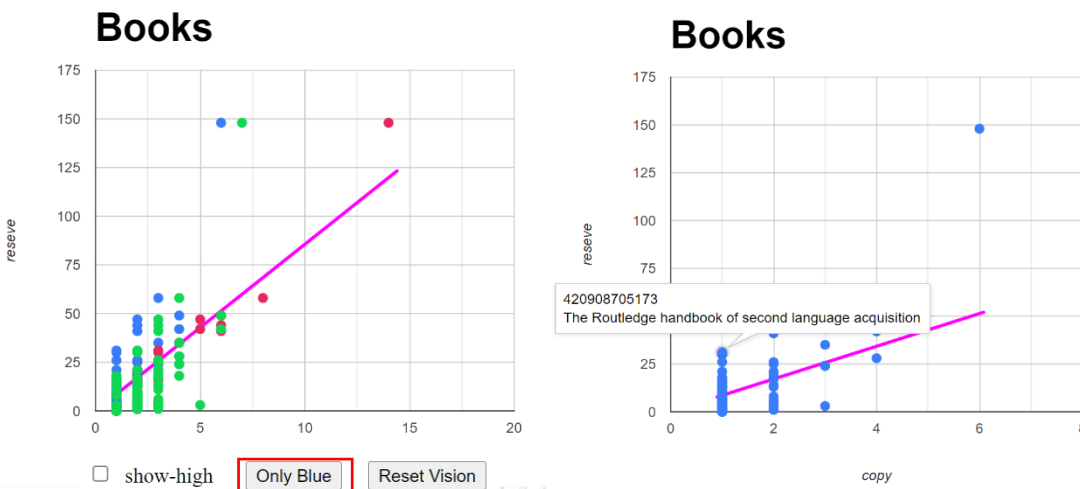 Books
175
150
125
100
75
50
25
0
0 5 10 15 20
reseve
show-high Only Blue Reset Vision
Books
175
150
125
100
75
420908705173
The Routledge handbook of second language acquisition
25
0
0 2 4 6 8
reseve
copy